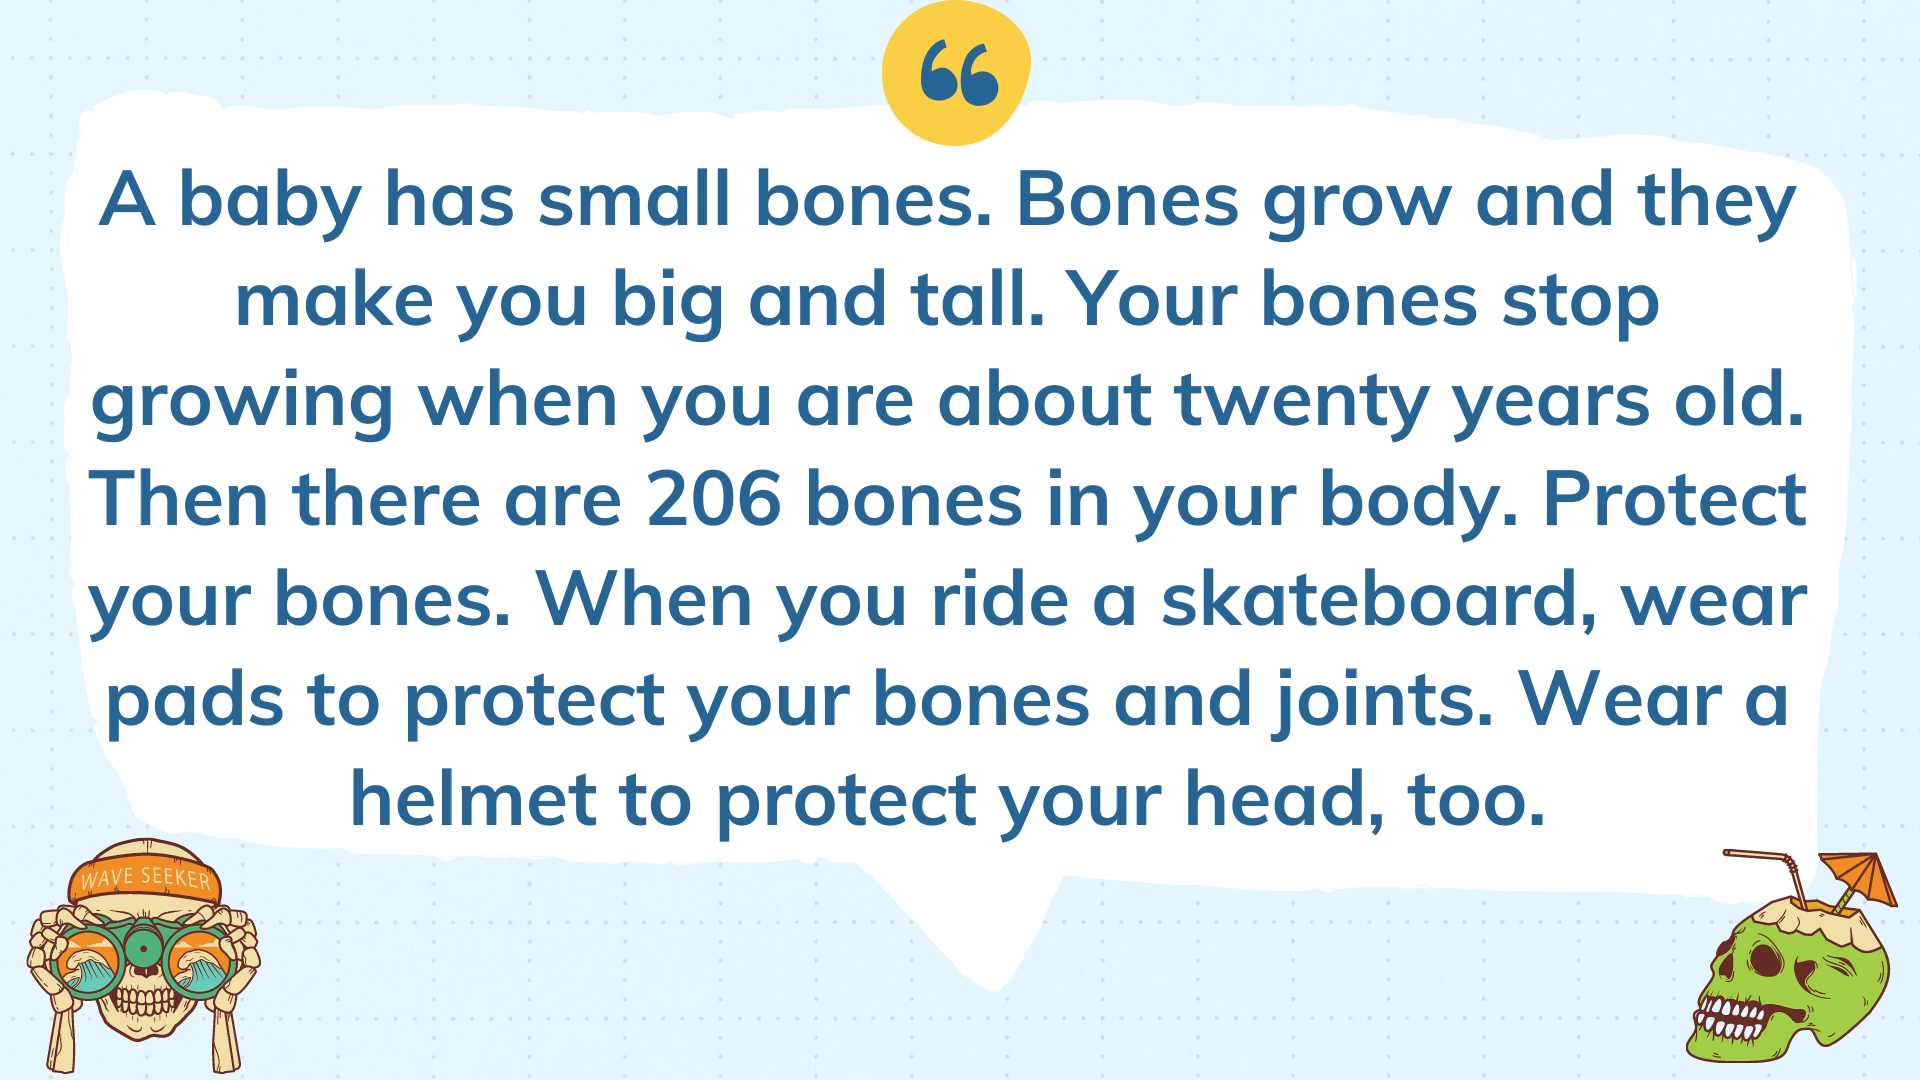 “
A baby has small bones. Bones grow and they
make you big and tall. Your bones stop
growing when you are about twenty years old.
Then there are 206 bones in your body. Protect
your bones. When you ride a skateboard, wear
pads to protect your bones and joints. Wear a
helmet to protect your head, too.
WAVE SEEKER